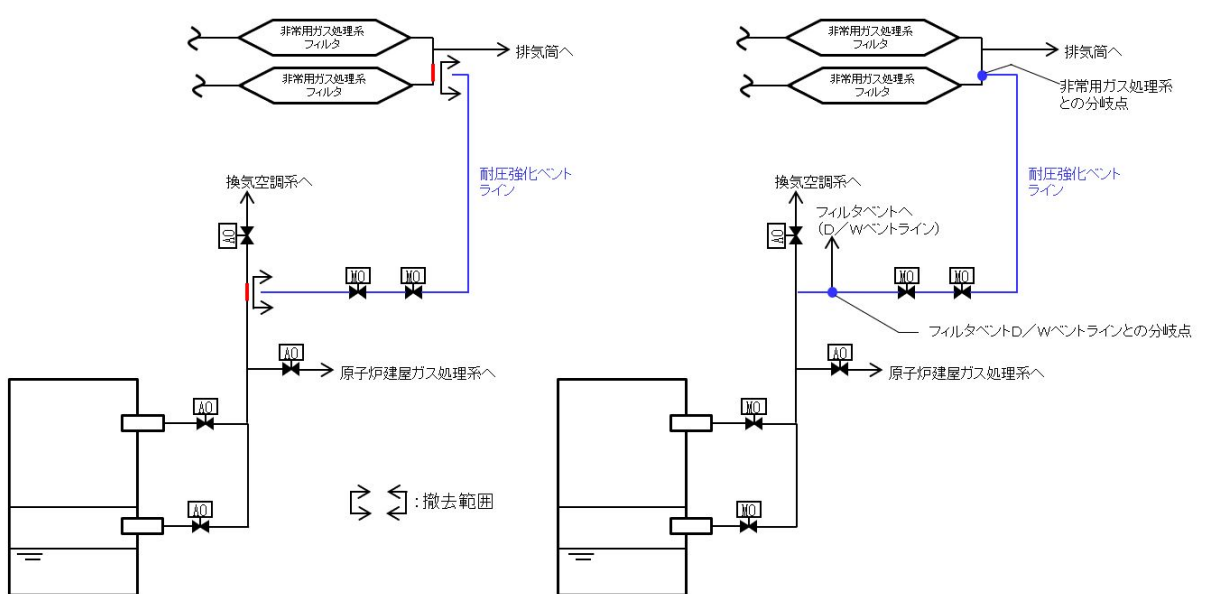 非常用ガス処理系
フィルタ
非常用ガス処理系
フィルタ
排気筒へ
耐圧強化ベント
ライン
換気空調系へ
AO
MO
MO
AO
原子炉建屋ガス処理系へ
AO
AO
:撤去範囲
非常用ガス処理系
フィルタ
非常用ガス処理系
フィルタ
排気筒へ
非常用ガス処理系
との分岐点
耐圧強化ベント
ライン
換気空調系へ
フィルタベントへ
(D/Wベントライン)
AO
MO
MO
フィルタベントD/Wベントラインとの分岐点
AO
原子炉建屋ガス処理系へ
MO
MO